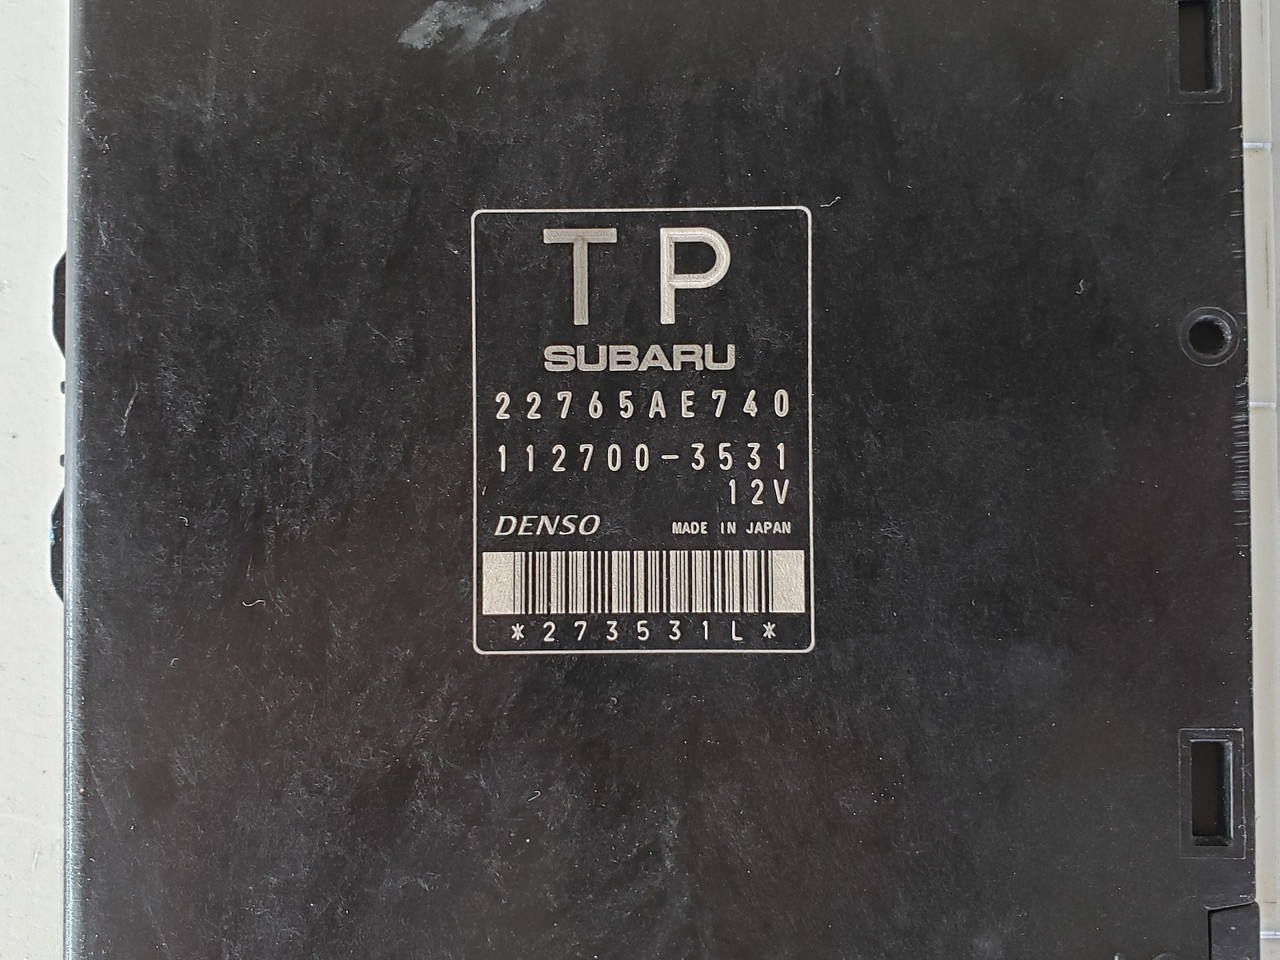 TP
SUBARU
22765AE740
112700-3531
12V
DENSO MADE IN JAPAN
*273531L*